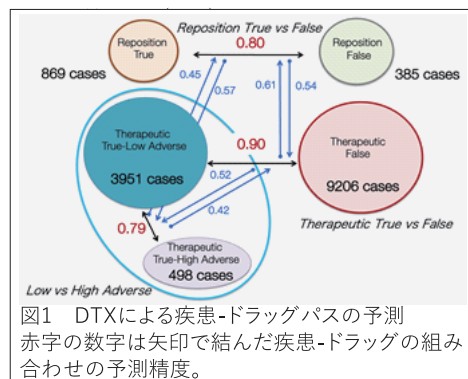 Reposition True vs False
Reposition
True
0.80
Reposition
False
869 cases
385 cases
0.45
0.57
0.61
0.54
Therapeutic
True-Low Adverse
3951 cases
0.90
Therapeutic
False
9206 cases
0.52
0.42
Therapeutic True vs False
0.79
Therapeutic
True-High Adverse
498 cases
Low vs High Adverse
図1 DTXによる疾患-ドラッグパスの予測
赤字の数字は矢印で結んだ疾患-ドラッグの組み
合わせの予測精度。